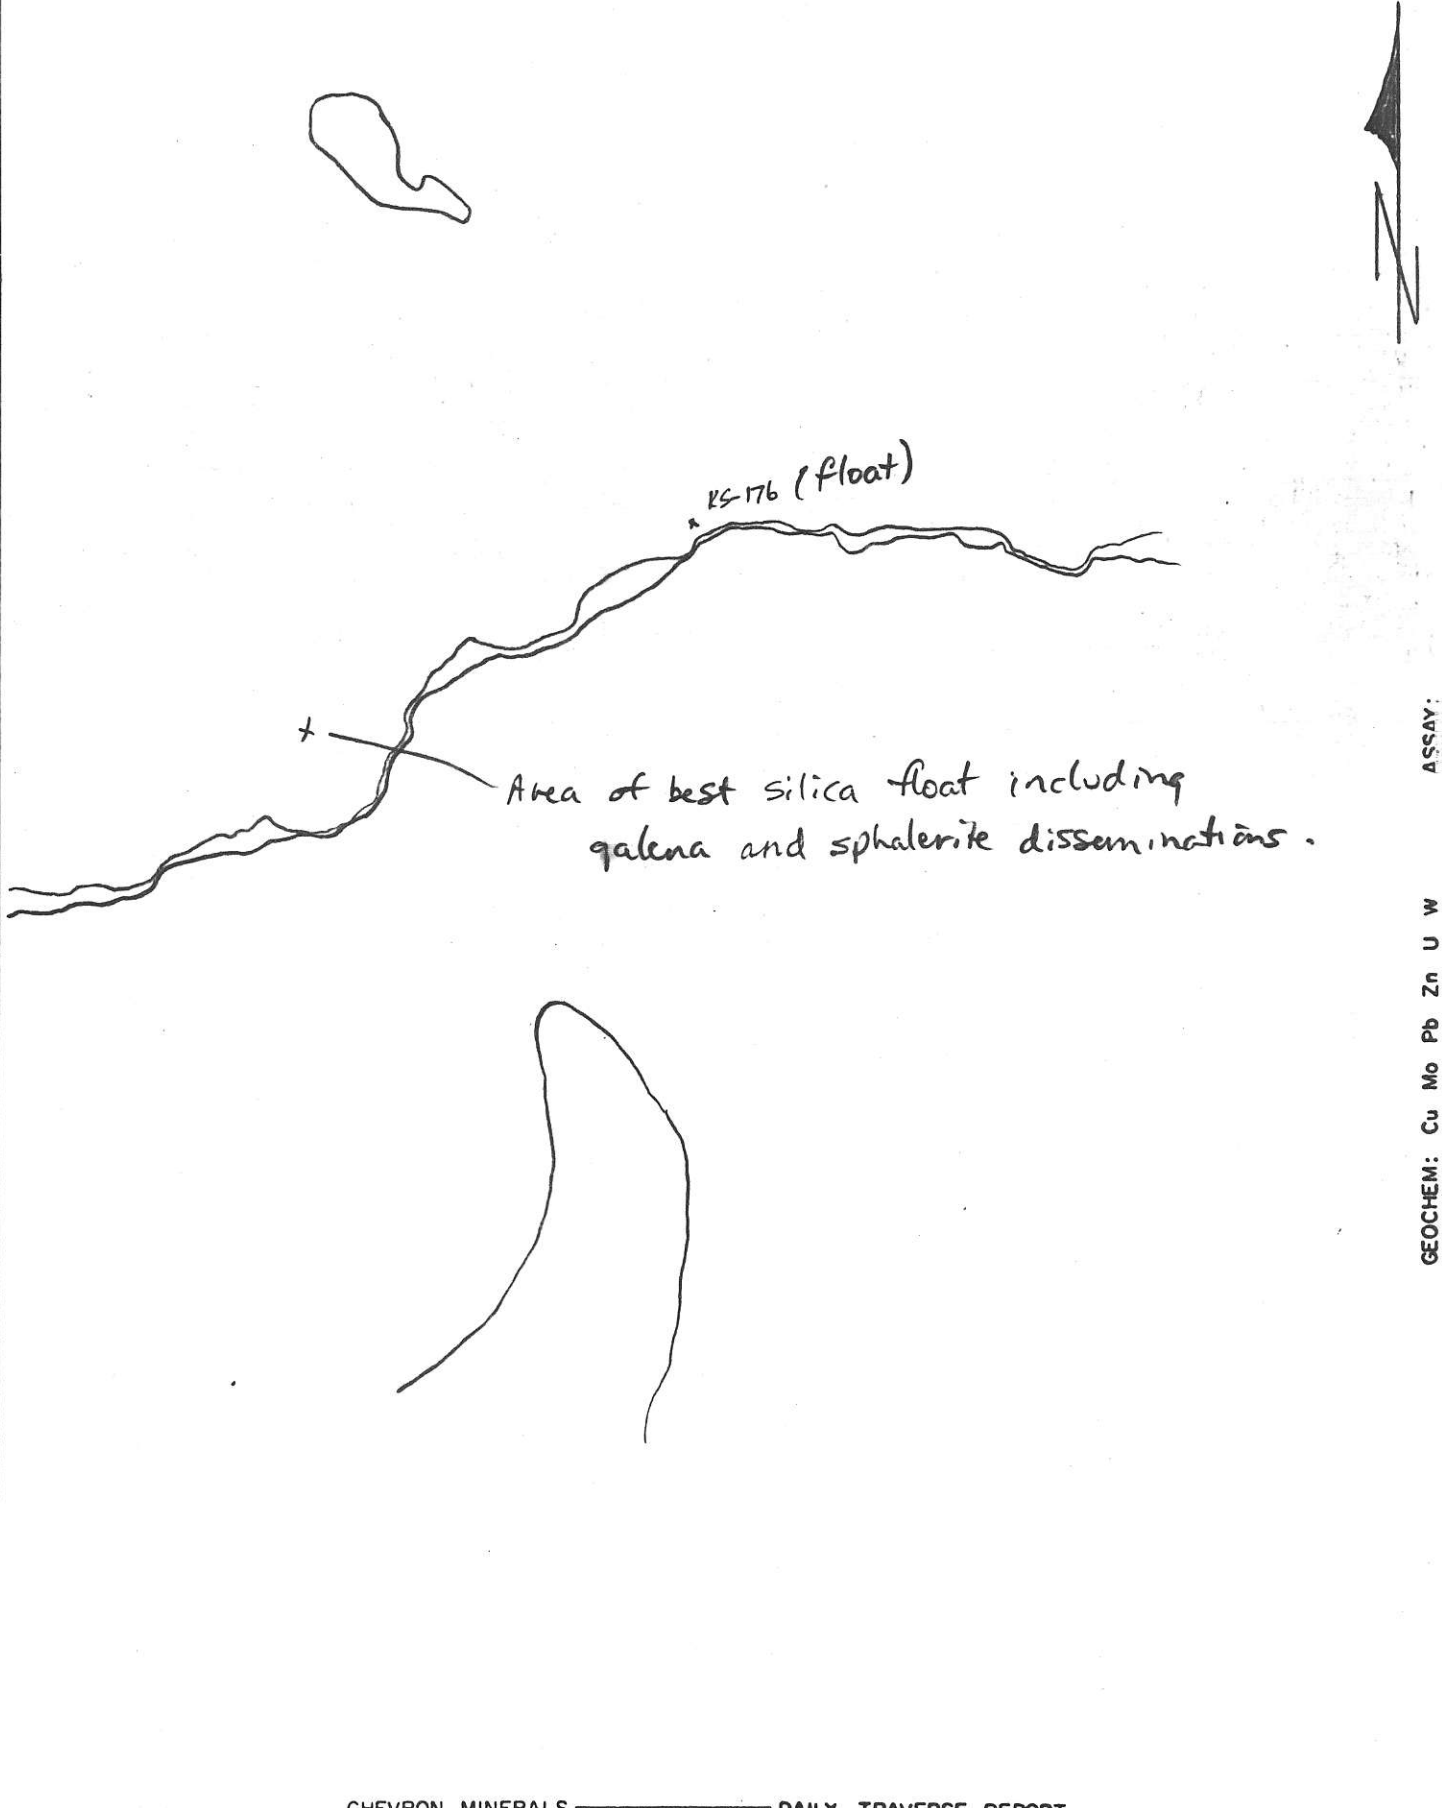 N
KS-176 (float)
Area of best silica float including
galena and sphalerite disseminations.
ASSAY:
GEOCHEM: Cu Mo Pb Zn U W
CHEVRON MINERALS DAILY TRAVERSE REPORT